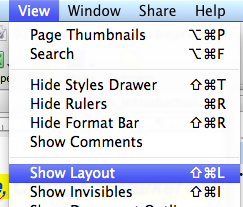 View Window Share Help
Page Thumbnails ⌥⌘P
Search ⌥⌘F
Hide Styles Drawer ⇧⌘T
Hide Rulers ⌘R
Hide Format Bar ⇧⌘R
Show Comments
Show Layout ⇧⌘L
Show Invisibles ⇧⌘I